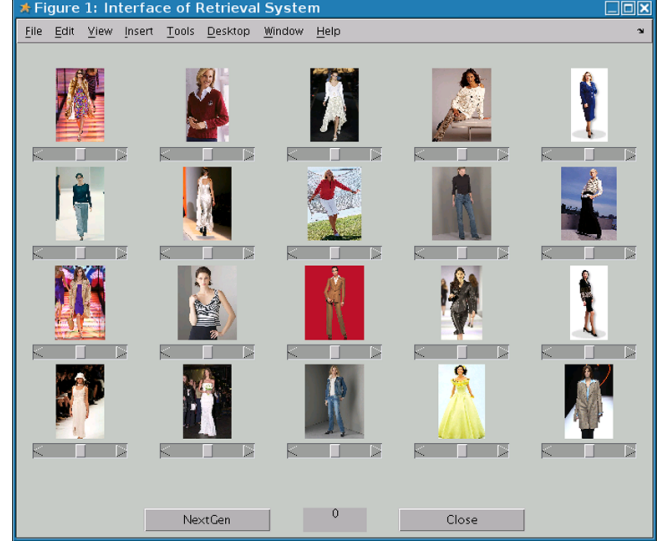 Figure 1: Interface of Retrieval System
File Edit View Insert Tools Desktop Window Help
NextGen 0 Close